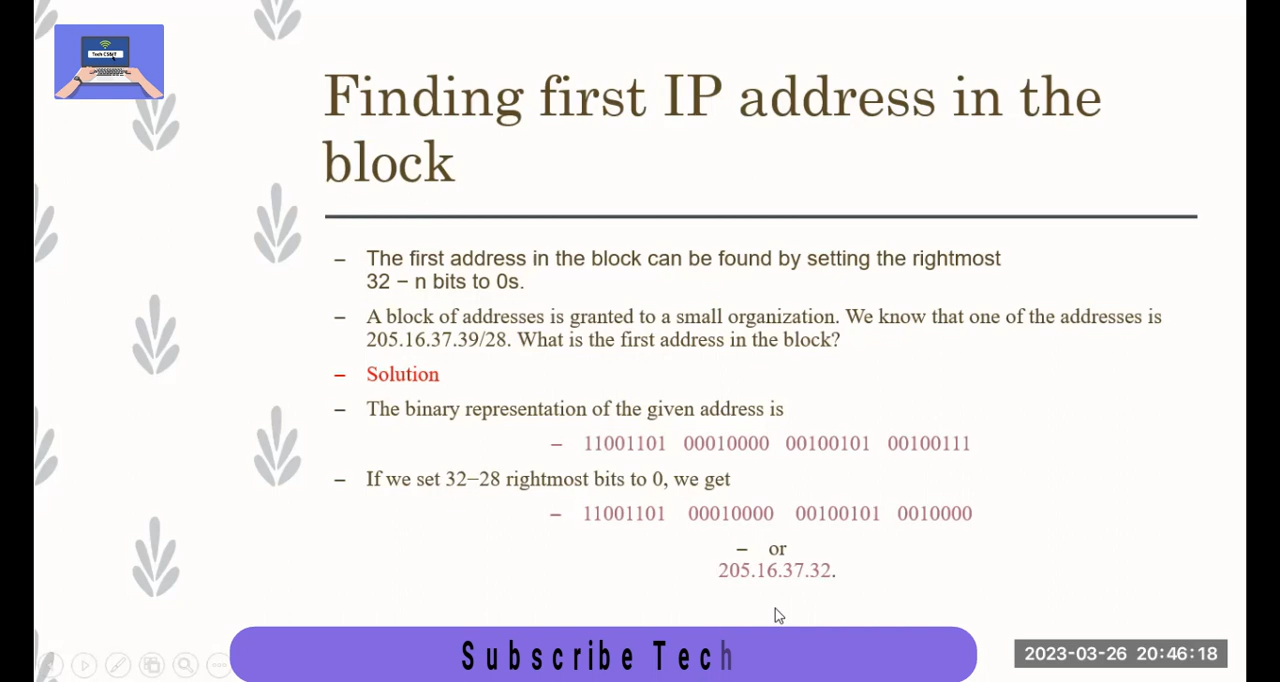 Tech CS&IT
Finding first IP address in the
block
– The first address in the block can be found by setting the rightmost
32 − n bits to 0s.
– A block of addresses is granted to a small organization. We know that one of the addresses is
205.16.37.39/28. What is the first address in the block?
– Solution
– The binary representation of the given address is
– 11001101 00010000 00100101 00100111
– If we set 32−28 rightmost bits to 0, we get
– 11001101 00010000 00100101 0010000
– or
205.16.37.32.
Subscribe Tech
2023-03-26 20:46:18